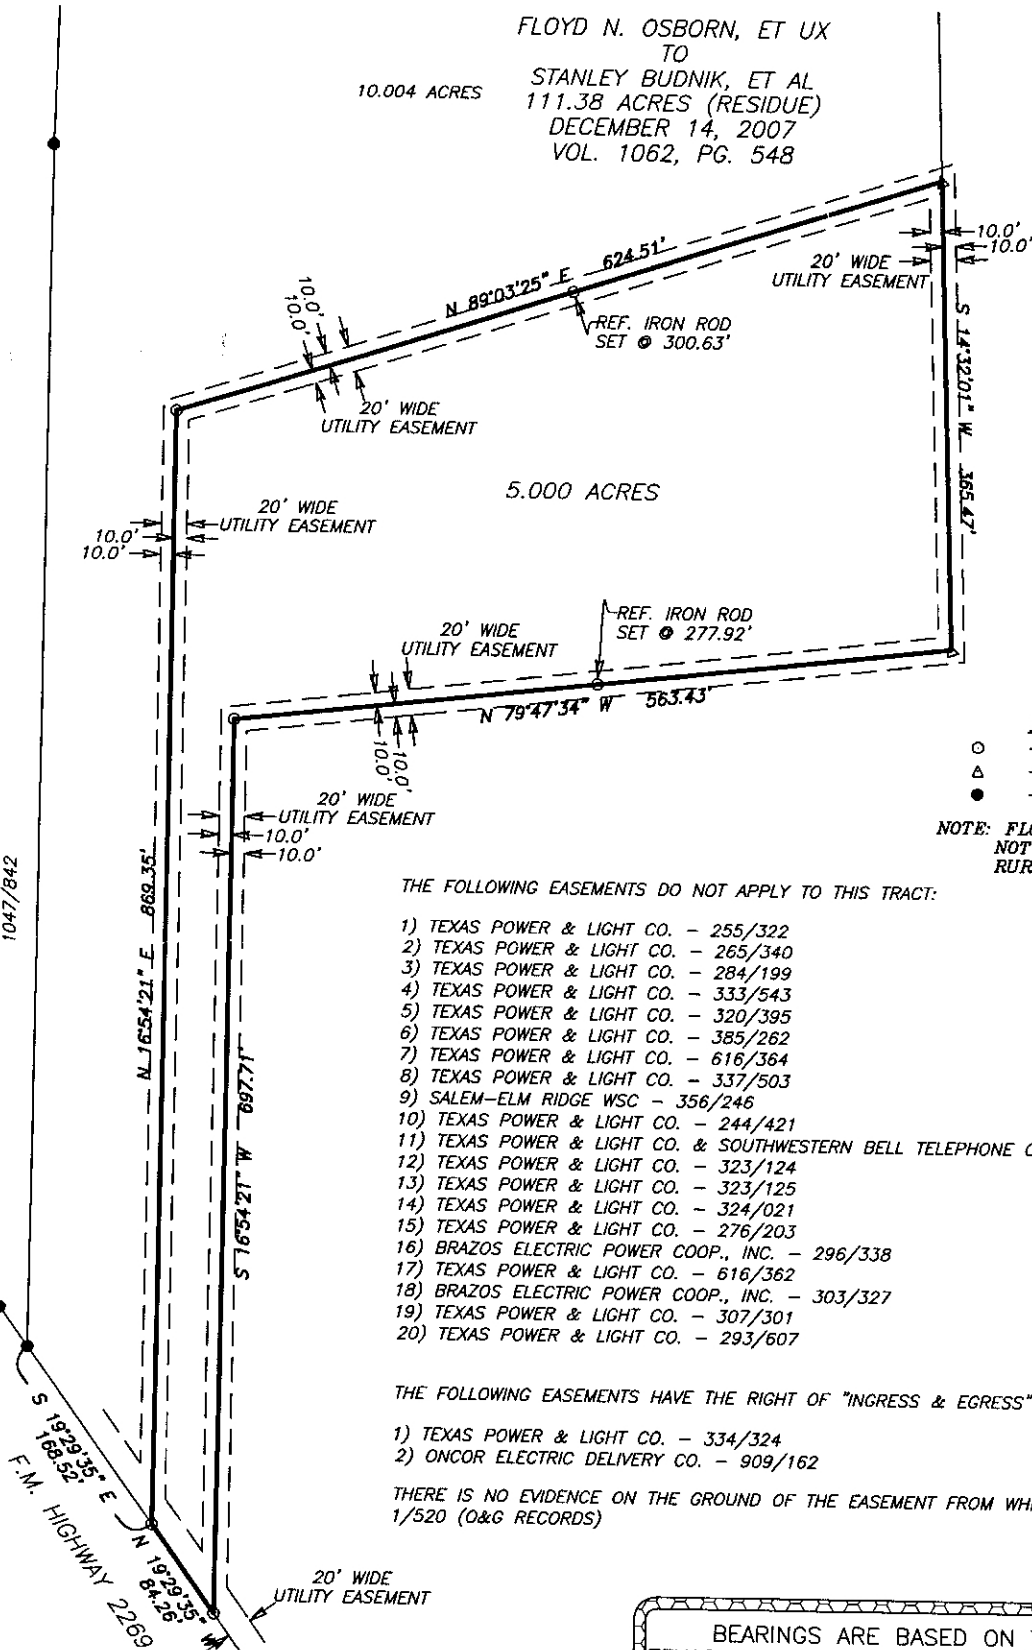 FLOYD N. OSBORN, ET UX
TO
STANLEY BUDNIK, ET AL
10.004 ACRES
111.38 ACRES (RESIDUE)
DECEMBER 14, 2007
VOL. 1062, PG. 548
10.0'
10.0'
20' WIDE
UTILITY EASEMENT
N 89°03'25" E 624.51'
10.0'
10.0'
REF. IRON ROD
SET @ 300.63'
S 14°32'01" W 365.47'
20' WIDE
UTILITY EASEMENT
5.000 ACRES
20' WIDE
UTILITY EASEMENT
10.0'
10.0'
REF. IRON ROD
SET @ 277.92'
20' WIDE
UTILITY EASEMENT
N 79°47'34" W 563.43'
10.0'
10.0'
20' WIDE
UTILITY EASEMENT
10.0'
10.0'
NOTE:
NOT
1047/842
N 16°54'21" E 869.35'
S 16°54'21" W 697.71'
THE FOLLOWING EASEMENTS DO NOT APPLY TO THIS TRACT:
1) TEXAS POWER & LIGHT CO. - 255/322
2) TEXAS POWER & LIGHT CO. - 265/340
3) TEXAS POWER & LIGHT CO. - 284/199
4) TEXAS POWER & LIGHT CO. - 333/543
5) TEXAS POWER & LIGHT CO. - 320/395
6) TEXAS POWER & LIGHT CO. - 385/262
7) TEXAS POWER & LIGHT CO. - 616/364
8) TEXAS POWER & LIGHT CO. - 337/503
9) SALEM-ELM RIDGE WSC - 356/246
10) TEXAS POWER & LIGHT CO. - 244/421
11) TEXAS POWER & LIGHT CO. & SOUTHWESTERN BELL TELEPHONE
12) TEXAS POWER & LIGHT CO. - 323/124
13) TEXAS POWER & LIGHT CO. - 323/125
14) TEXAS POWER & LIGHT CO. - 324/021
15) TEXAS POWER & LIGHT CO. - 276/203
16) BRAZOS ELECTRIC POWER COOP., INC. - 296/338
17) TEXAS POWER & LIGHT CO. - 616/362
18) BRAZOS ELECTRIC POWER COOP., INC. - 303/327
19) TEXAS POWER & LIGHT CO. - 307/301
20) TEXAS POWER & LIGHT CO. - 293/607
THE FOLLOWING EASEMENTS HAVE THE RIGHT OF "INGRESS & EGRESS"
1) TEXAS POWER & LIGHT CO. - 334/324
2) ONCOR ELECTRIC DELIVERY CO. - 909/162
THERE IS NO EVIDENCE ON THE GROUND OF THE EASEMENT FROM
1/520 (O&G RECORDS)
S 19°29'35" E
168.52'
F.M. HIGHWAY 2269
N 19°29'35" W
84.26'
20' WIDE
UTILITY EASEMENT
BEARINGS ARE BASED ON